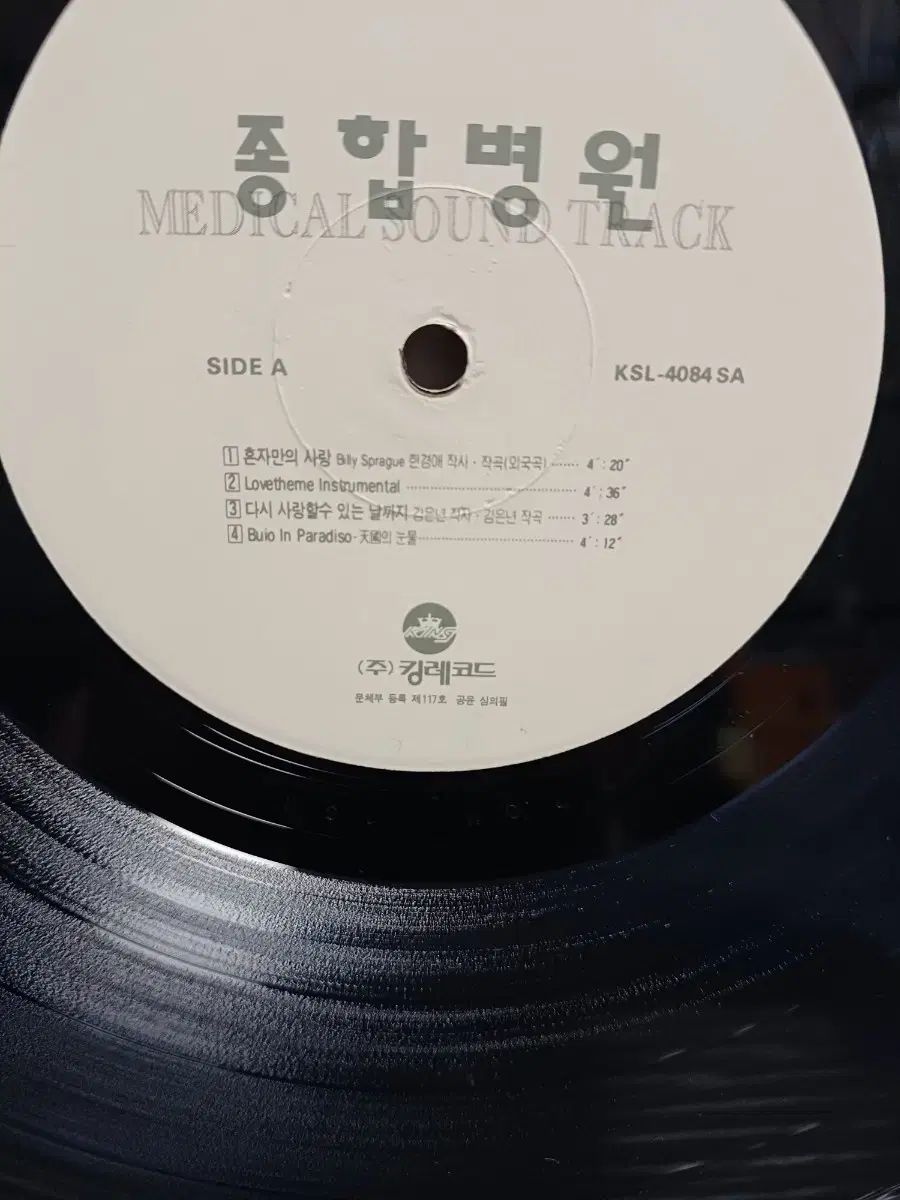 종합병원
MEDICAL SOUND TRACK
SIDE A
KSL-4084 SA
1 혼자만의 사랑 Billy Sprague 한경애 작사 · 작곡(외국곡) ······ 4´ : 20˝
2 Lovetheme Instrumental ······ 4´ : 36˝
3 다시 사랑할수 있는 날까지 김은년 작사 · 김은년 작곡 ······ 3´ : 28˝
4 Buio In Paradiso-天國의 눈물 ······ 4´ : 12˝
KING
(주) 킹레코드
문체부 등록 제117호 공윤 심의필